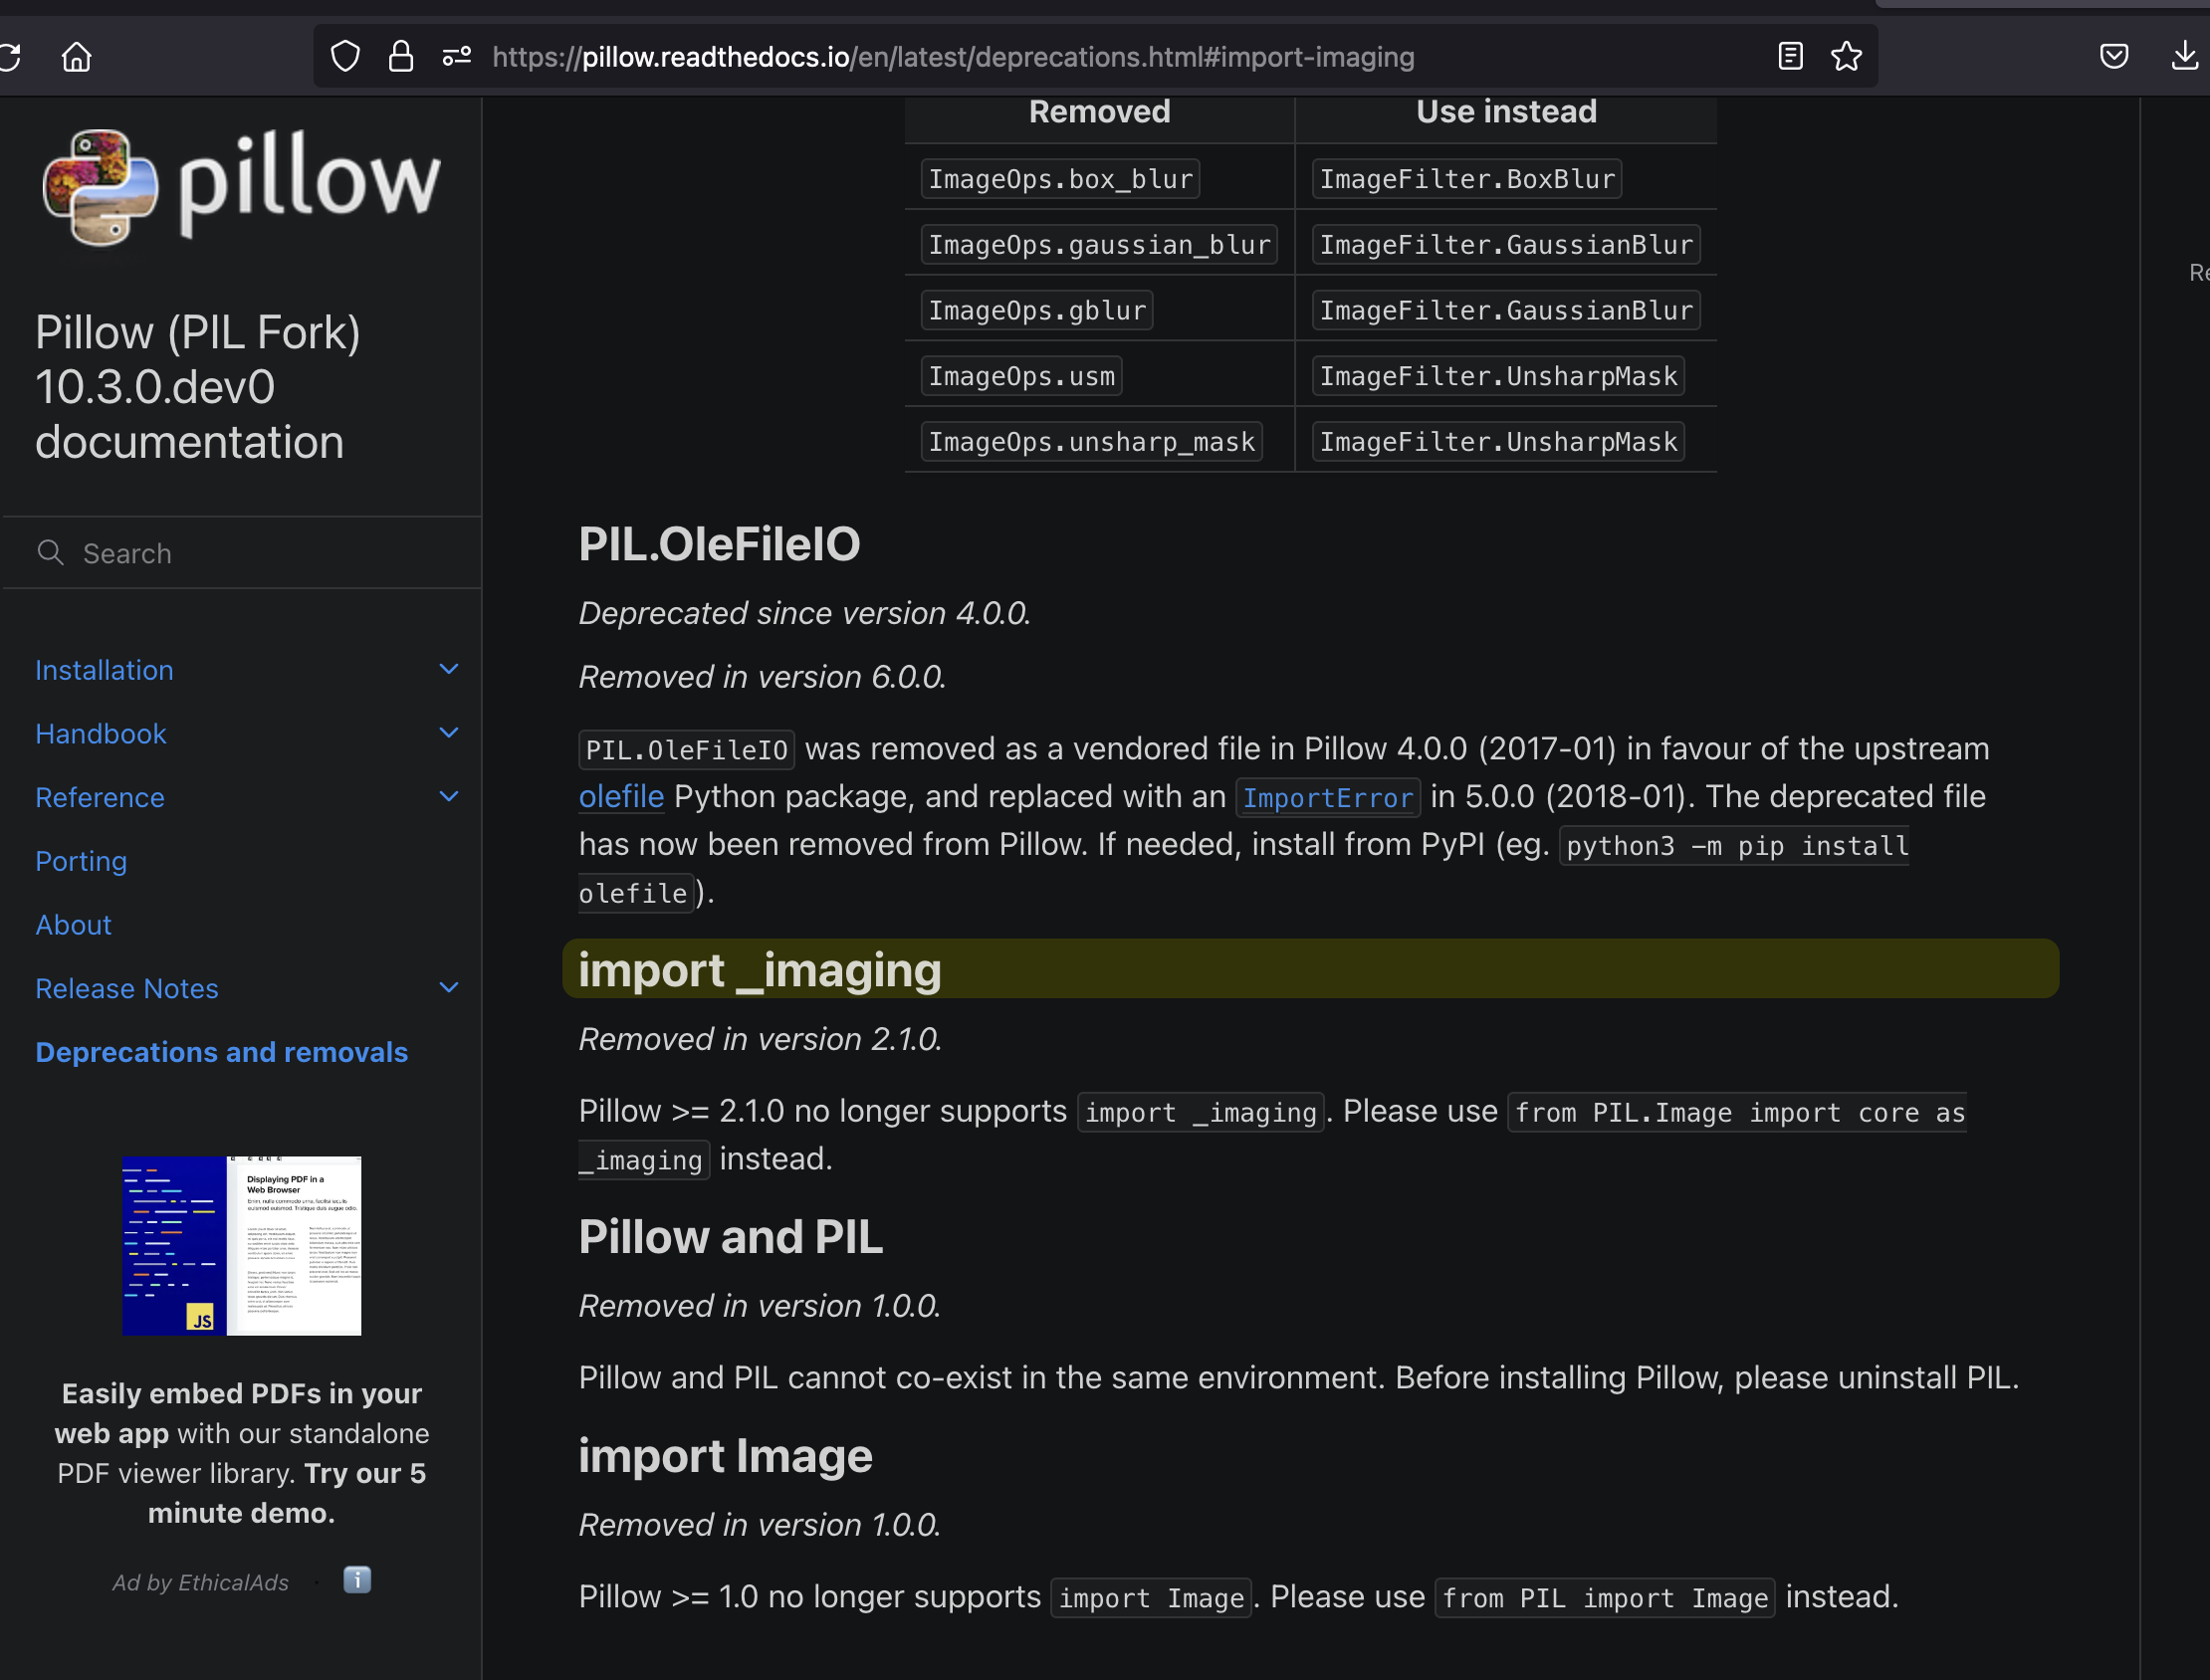 https://pillow.readthedocs.io/en/latest/deprecations.html#import-imaging
pillow
Pillow (PIL Fork)
10.3.0.dev0
documentation
Search
Installation
Handbook
Reference
Porting
About
Release Notes
Deprecations and removals
Displaying PDF in a
Web Browser
JS
Easily embed PDFs in your
web app with our standalone
PDF viewer library. Try our 5
minute demo.
Ad by EthicalAds · i
Removed Use instead
ImageOps.box_blur ImageFilter.BoxBlur
ImageOps.gaussian_blur ImageFilter.GaussianBlur
ImageOps.gblur ImageFilter.GaussianBlur
ImageOps.usm ImageFilter.UnsharpMask
ImageOps.unsharp_mask ImageFilter.UnsharpMask
PIL.OleFileIO
Deprecated since version 4.0.0.
Removed in version 6.0.0.
PIL.OleFileIO was removed as a vendored file in Pillow 4.0.0 (2017-01) in favour of the upstream
olefile Python package, and replaced with an ImportError in 5.0.0 (2018-01). The deprecated file
has now been removed from Pillow. If needed, install from PyPI (eg. python3 -m pip install
olefile).
import _imaging
Removed in version 2.1.0.
Pillow >= 2.1.0 no longer supports import _imaging. Please use from PIL.Image import core as
_imaging instead.
Pillow and PIL
Removed in version 1.0.0.
Pillow and PIL cannot co-exist in the same environment. Before installing Pillow, please uninstall PIL.
import Image
Removed in version 1.0.0.
Pillow >= 1.0 no longer supports import Image. Please use from PIL import Image instead.